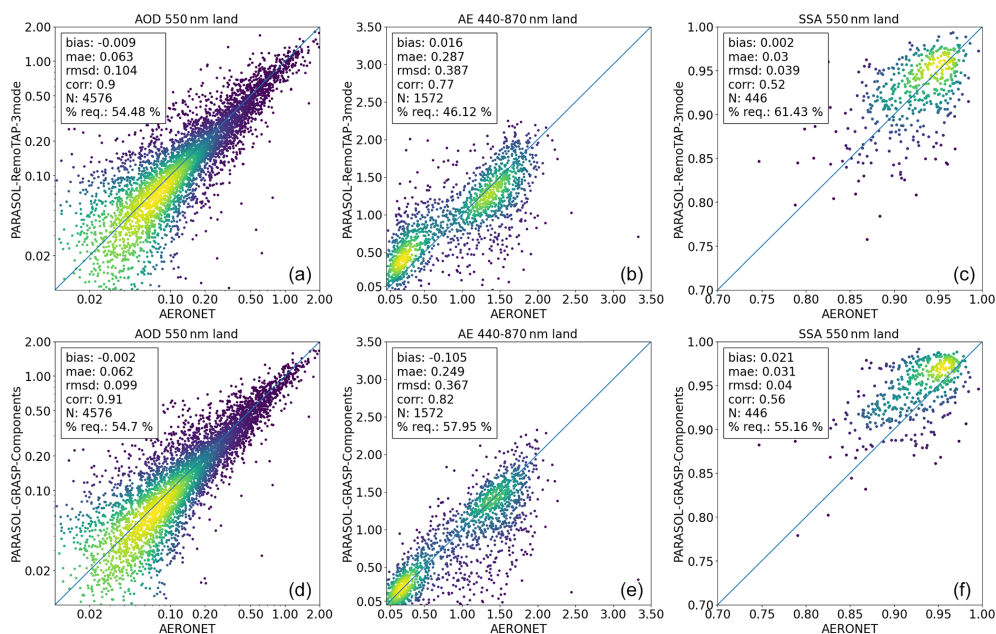 AOD 550 nm land
2.00
1.00
0.50
0.20
0.10
0.02
bias: -0.009
mae: 0.063
rmsd: 0.104
corr: 0.9
N: 4576
% req.: 54.48 %
(a)
PARASOL-RemoTAP-3mode
0.02 0.10 0.20 0.50 1.00 2.00
AERONET
AE 440-870 nm land
3.50
3.00
2.50
2.00
1.50
1.00
0.50
0.05
bias: 0.016
mae: 0.287
rmsd: 0.387
corr: 0.77
N: 1572
% req.: 46.12 %
(b)
PARASOL-RemoTAP-3mode
0.05 0.50 1.00 1.50 2.00 2.50 3.00 3.50
AERONET
SSA 550 nm land
1.00
0.95
0.90
0.85
0.80
0.75
0.70
bias: 0.002
mae: 0.03
rmsd: 0.039
corr: 0.52
N: 446
% req.: 61.43 %
(c)
PARASOL-RemoTAP-3mode
0.70 0.75 0.80 0.85 0.90 0.95 1.00
AERONET
AOD 550 nm land
2.00
1.00
0.50
0.20
0.10
0.02
bias: -0.002
mae: 0.062
rmsd: 0.099
corr: 0.91
N: 4576
% req.: 54.7 %
(d)
PARASOL-GRASP-Components
0.02 0.10 0.20 0.50 1.00 2.00
AERONET
AE 440-870 nm land
3.50
3.00
2.50
2.00
1.50
1.00
0.50
0.05
bias: -0.105
mae: 0.249
rmsd: 0.367
corr: 0.82
N: 1572
% req.: 57.95 %
(e)
PARASOL-GRASP-Components
0.05 0.50 1.00 1.50 2.00 2.50 3.00 3.50
AERONET
SSA 550 nm land
1.00
0.95
0.90
0.85
0.80
0.75
0.70
bias: 0.021
mae: 0.031
rmsd: 0.04
corr: 0.56
N: 446
% req.: 55.16 %
(f)
PARASOL-GRASP-Components
0.70 0.75 0.80 0.85 0.90 0.95 1.00
AERONET